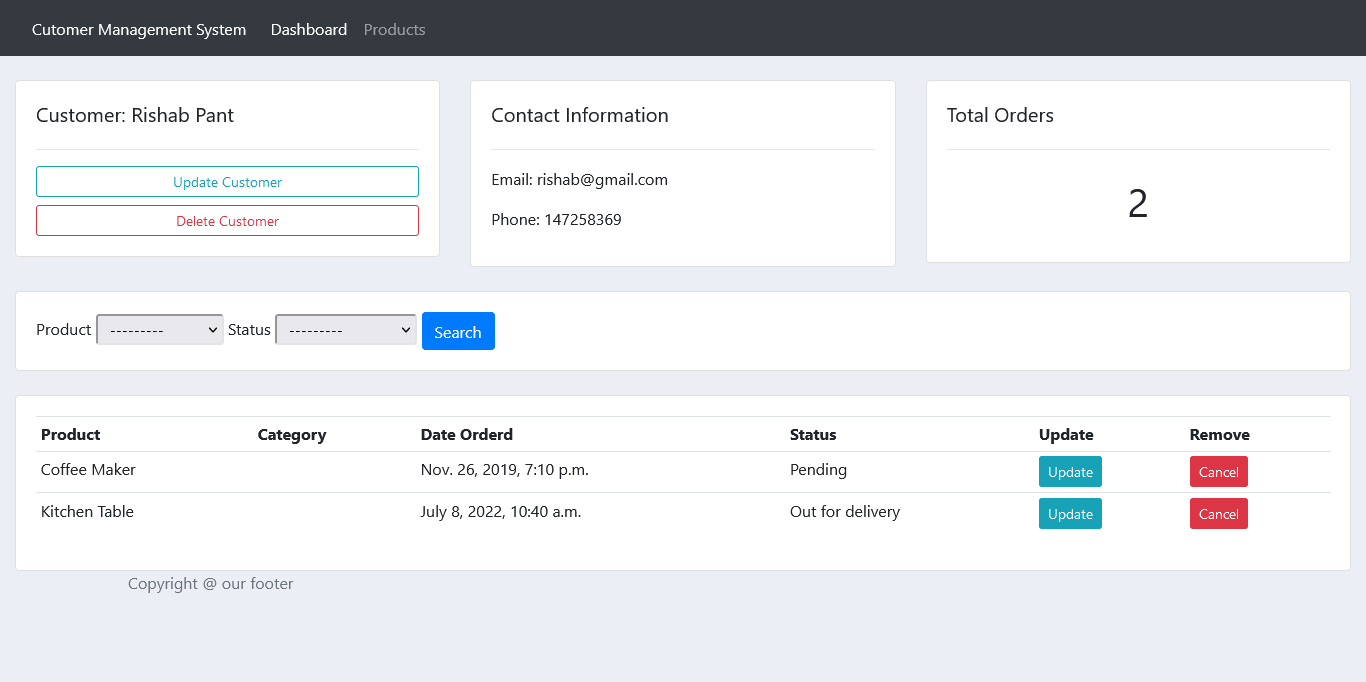 Cutomer Management System Dashboard Products
Customer: Rishab Pant
Update Customer
Delete Customer
Contact Information
Email: rishab@gmail.com
Phone: 147258369
Total Orders
2
Product --------- Status --------- Search
Product Category Date Orderd Status Update Remove
Coffee Maker Nov. 26, 2019, 7:10 p.m. Pending Update Cancel
Kitchen Table July 8, 2022, 10:40 a.m. Out for delivery Update Cancel
Copyright @ our footer